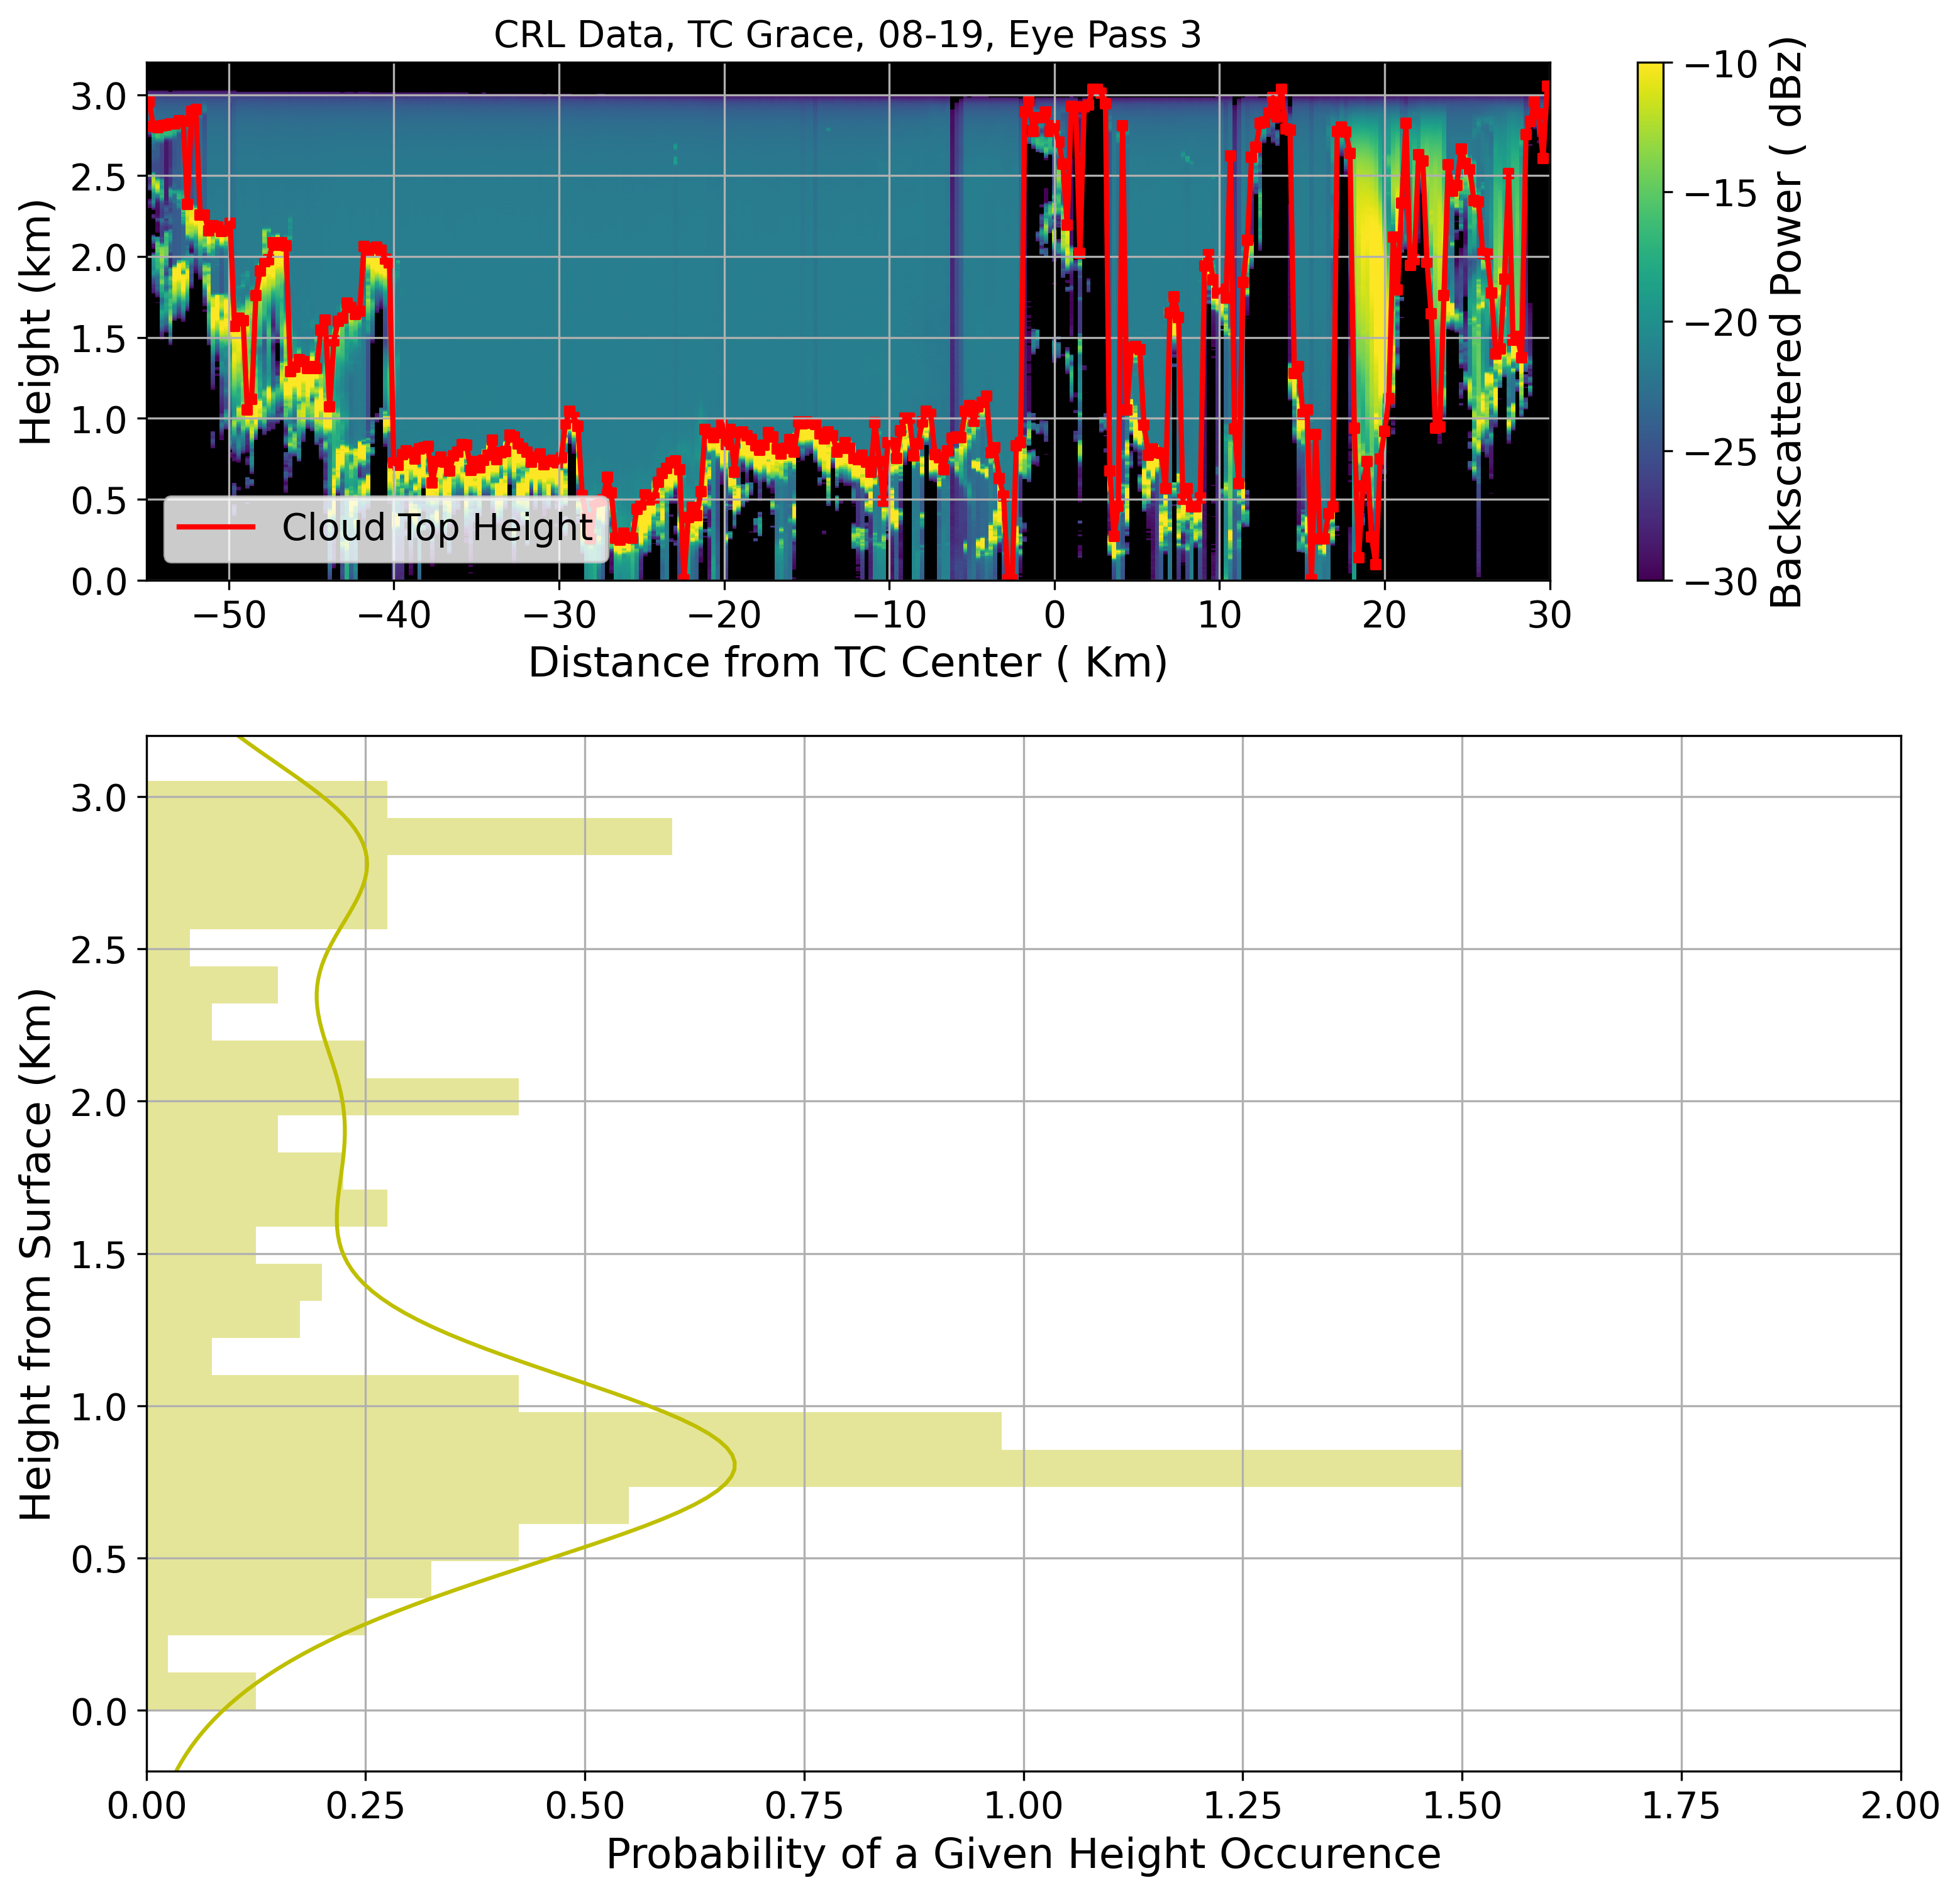 CRL Data, TC Grace, 08-19, Eye Pass 3
Height (km)
3.0
2.5
2.0
1.5
1.0
0.5
0.0
Cloud Top Height
−50 −40 −30 −20 −10 0 10 20 30
Distance from TC Center ( Km)
−10
−15
−20
−25
−30
Backscattered Power ( dBz)
Height from Surface (Km)
3.0
2.5
2.0
1.5
1.0
0.5
0.0
0.00 0.25 0.50 0.75 1.00 1.25 1.50 1.75 2.00
Probability of a Given Height Occurence